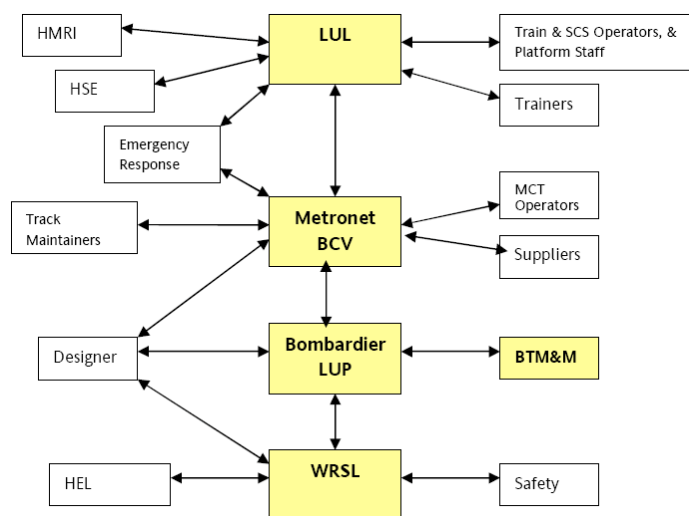 HMRI
LUL
Train & SCS Operators, &
Platform Staff
HSE
Trainers
Emergency
Response
Metronet
BCV
MCT
Operators
Track
Maintainers
Suppliers
Designer
Bombardier
LUP
BTM&M
HEL
WRSL
Safety